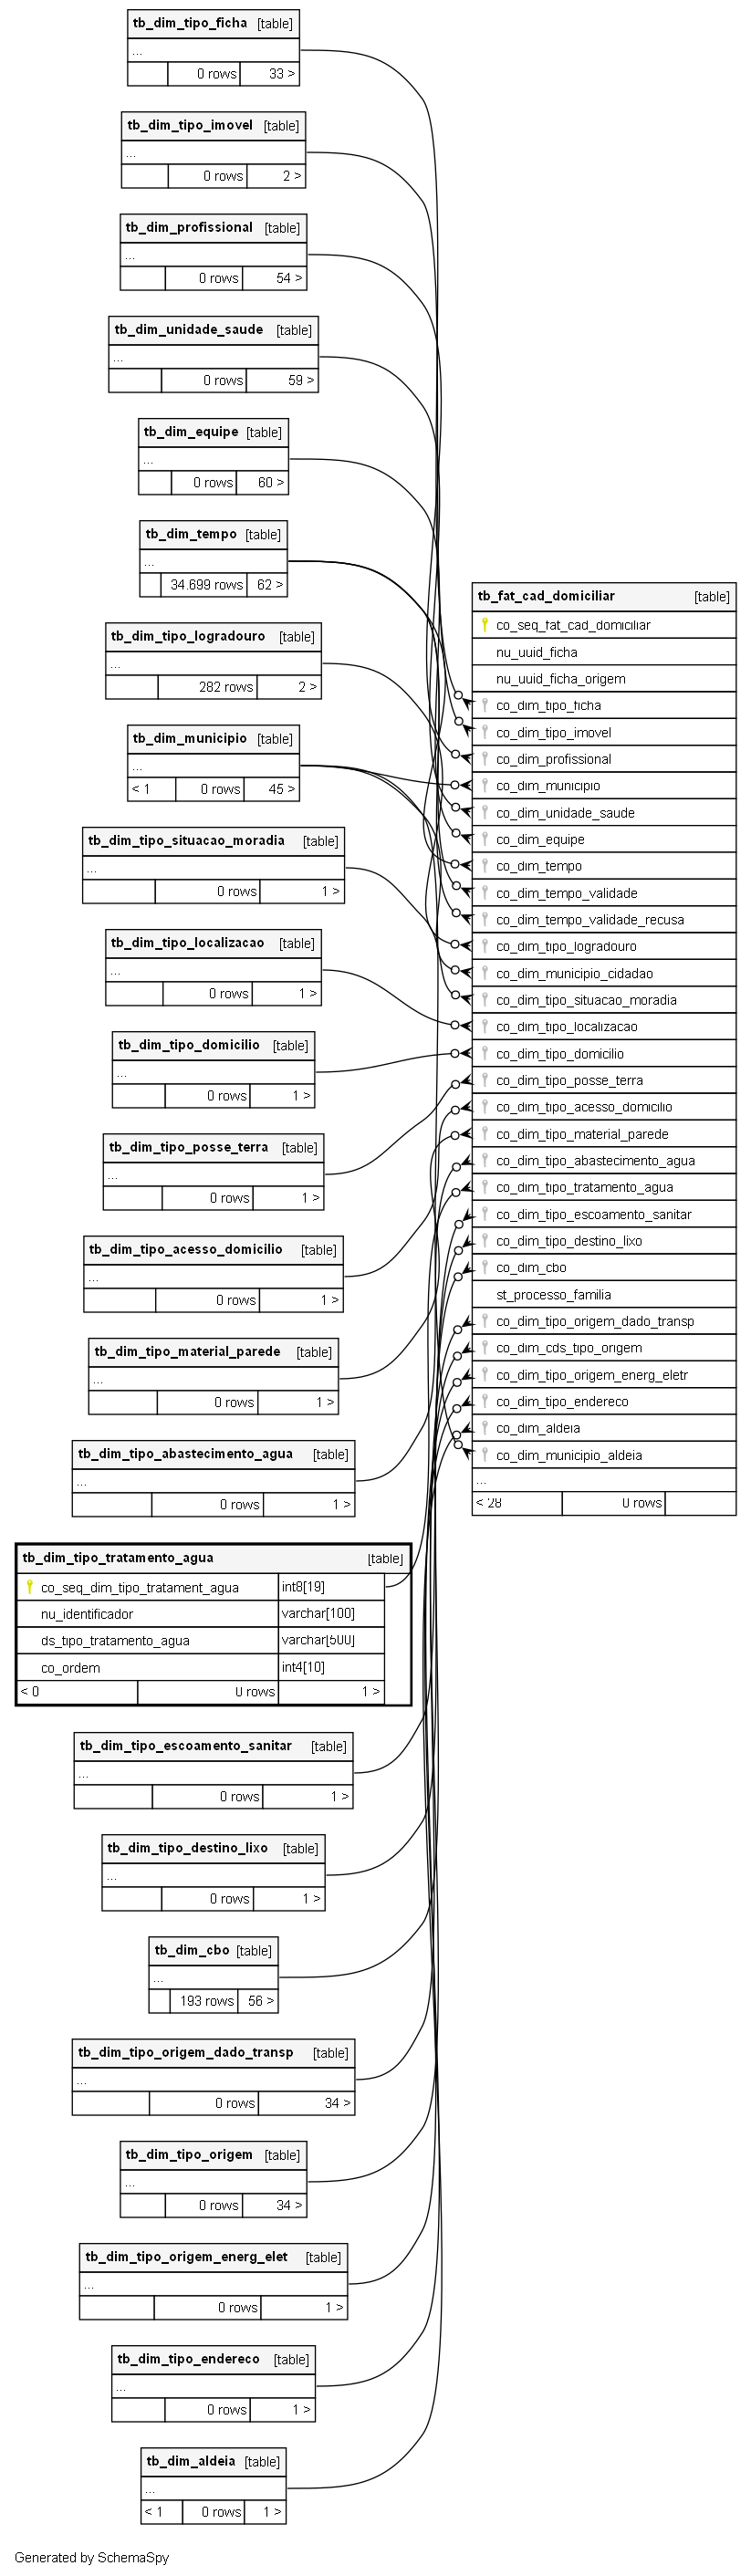 tb_dim_tipo_ficha [table]
...
0 rows 33 >
tb_dim_tipo_imovel [table]
...
0 rows 2 >
tb_dim_profissional [table]
...
0 rows 54 >
tb_dim_unidade_saude [table]
...
0 rows 59 >
tb_dim_equipe [table]
...
0 rows 60 >
tb_dim_tempo [table]
...
34.699 rows 62 >
tb_dim_tipo_logradouro [table]
...
282 rows 2 >
tb_dim_municipio [table]
...
< 1 0 rows 45 >
tb_dim_tipo_situacao_moradia [table]
...
0 rows 1 >
tb_dim_tipo_localizacao [table]
...
0 rows 1 >
tb_dim_tipo_domicilio [table]
...
0 rows 1 >
tb_dim_tipo_posse_terra [table]
...
0 rows 1 >
tb_dim_tipo_acesso_domicilio [table]
...
0 rows 1 >
tb_dim_tipo_material_parede [table]
...
0 rows 1 >
tb_dim_tipo_abastecimento_agua [table]
...
0 rows 1 >
tb_dim_tipo_tratamento_agua [table]
co_seq_dim_tipo_tratament_agua int8[19]
nu_identificador varchar[100]
ds_tipo_tratamento_agua varchar[500]
co_ordem int4[10]
< 0 0 rows 1 >
tb_dim_tipo_escoamento_sanitar [table]
...
0 rows 1 >
tb_dim_tipo_destino_lixo [table]
...
0 rows 1 >
tb_dim_cbo [table]
...
193 rows 56 >
tb_dim_tipo_origem_dado_transp [table]
...
0 rows 34 >
tb_dim_tipo_origem [table]
...
0 rows 34 >
tb_dim_tipo_origem_energ_elet [table]
...
0 rows 1 >
tb_dim_tipo_endereco [table]
...
0 rows 1 >
tb_dim_aldeia [table]
...
< 1 0 rows 1 >
tb_fat_cad_domiciliar [table]
co_seq_fat_cad_domiciliar
nu_uuid_ficha
nu_uuid_ficha_origem
co_dim_tipo_ficha
co_dim_tipo_imovel
co_dim_profissional
co_dim_municipio
co_dim_unidade_saude
co_dim_equipe
co_dim_tempo
co_dim_tempo_validade
co_dim_tempo_validade_recusa
co_dim_tipo_logradouro
co_dim_municipio_cidadao
co_dim_tipo_situacao_moradia
co_dim_tipo_localizacao
co_dim_tipo_domicilio
co_dim_tipo_posse_terra
co_dim_tipo_acesso_domicilio
co_dim_tipo_material_parede
co_dim_tipo_abastecimento_agua
co_dim_tipo_tratamento_agua
co_dim_tipo_escoamento_sanitar
co_dim_tipo_destino_lixo
co_dim_cbo
st_processo_familia
co_dim_tipo_origem_dado_transp
co_dim_cds_tipo_origem
co_dim_tipo_origem_energ_eletr
co_dim_tipo_endereco
co_dim_aldeia
co_dim_municipio_aldeia
...
< 28 0 rows
Generated by SchemaSpy